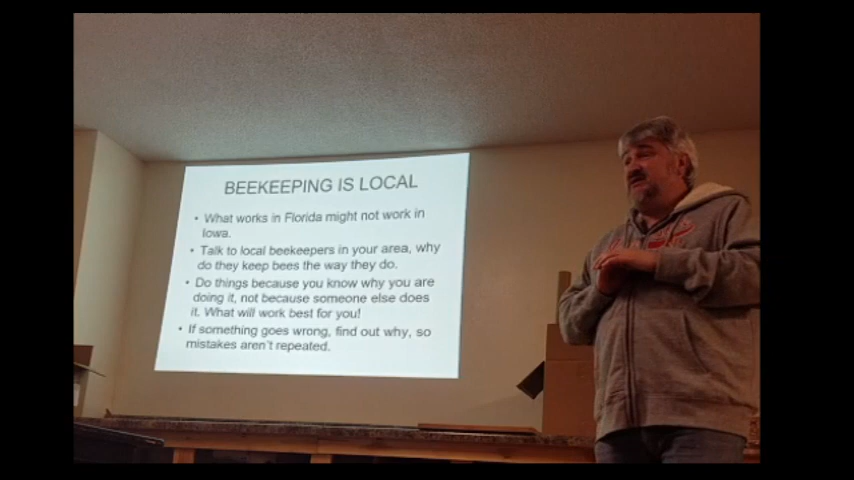 BEEKEEPING IS LOCAL
• What works in Florida might not work in
Iowa.
• Talk to local beekeepers in your area, why
do they keep bees the way they do.
• Do things because you know why you are
doing it, not because someone else does
it. What will work best for you!
• If something goes wrong, find out why, so
mistakes aren't repeated.